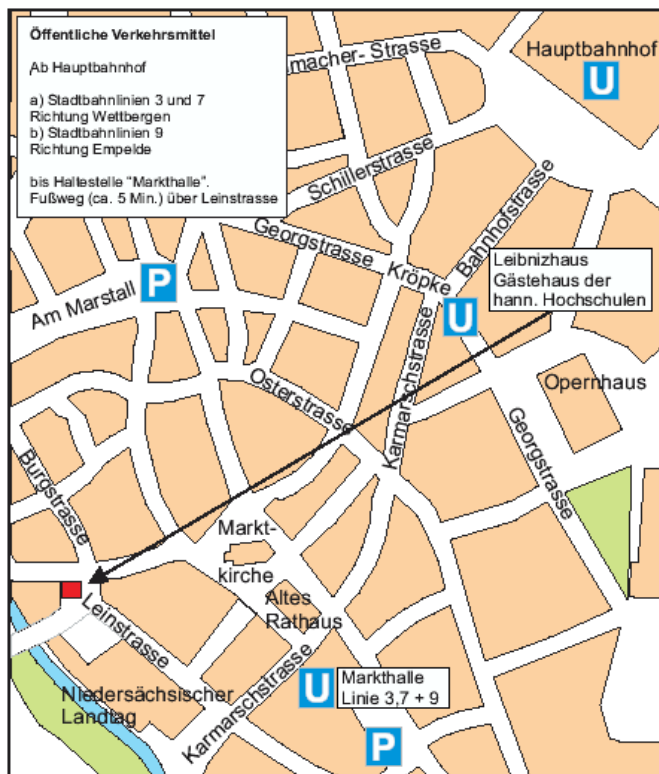 Öffentliche Verkehrsmittel
Ab Hauptbahnhof
a) Stadtbahnlinien 3 und 7
Richtung Wettbergen
b) Stadtbahnlinien 9
Richtung Empelde
bis Haltestelle "Markthalle".
Fußweg (ca. 5 Min.) über Leinstrasse
macher- Strasse
Hauptbahnhof
U
Schillerstrasse
Bahnhofstrasse
Georgstrasse
Kröpke
U
Leibnizhaus
Gästehaus der
hann. Hochschulen
P
Am Marstall
Karmarschstrasse
Osterstrasse
Opernhaus
Georgstrasse
Burgstrasse
Markt-
kirche
Altes
Rathaus
Leinstrasse
Karmarschstrasse
U
Markthalle
Linie 3,7 + 9
Niedersächsischer
Landtag
P